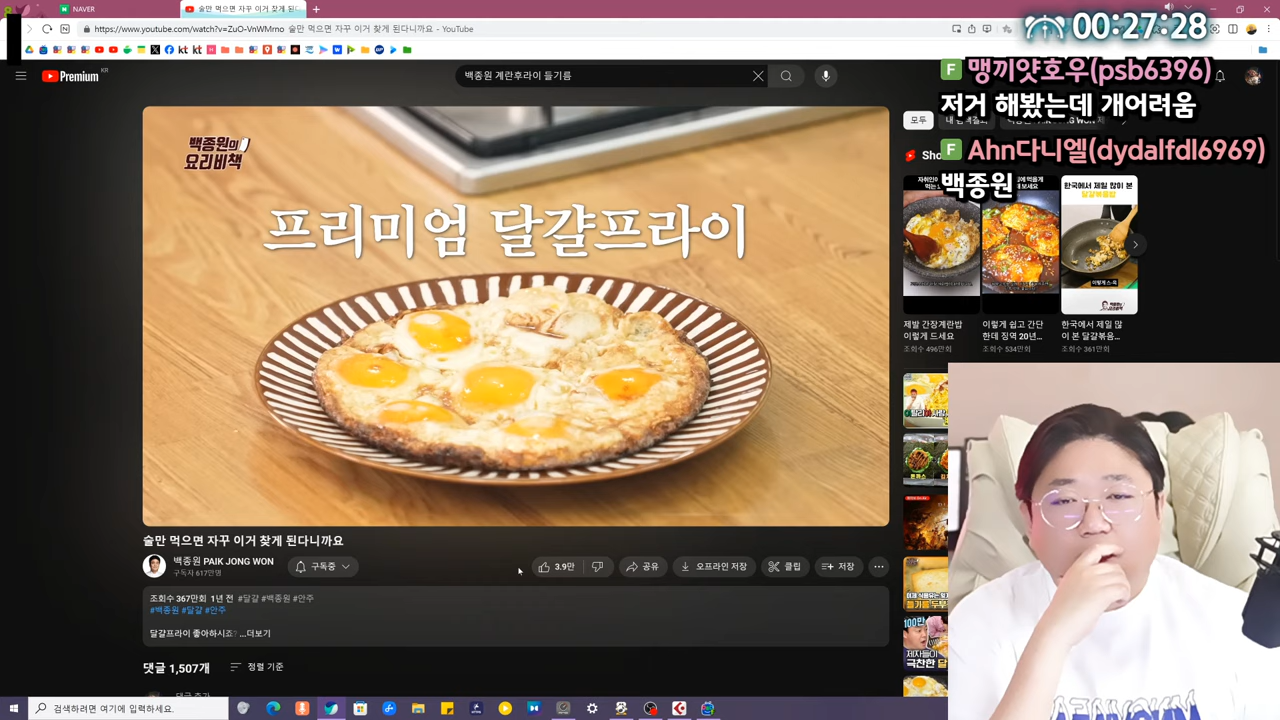 NAVER
술만 먹으면 자꾸 이거 찾게 된
00:27:28
https://www.youtube.com/watch?v=ZuO-VnWMrno 술만 먹으면 자꾸 이거 찾게 된다니까요 - YouTube
Premium KR
백종원 계란후라이 들기름
F 맹끼얏호우(psb6396)
저거 해봤는데 개어려움
F Ahn다니엘(dydalfdl6969)
백종원
모두
Sho
백종원의
요리비책
프리미엄 달걀프라이
한국에서 제일 많이 본
제발 간장계란밥
이렇게 드세요
조회수 496만회
이렇게 쉽고 간단
한데 징역 20년…
조회수 534만회
한국에서 제일 많
이 본 달걀볶음…
조회수 361만회
술만 먹으면 자꾸 이거 찾게 된다니까요
백종원 PAIK JONG WON
구독자 617만명
구독중
3.9만
공유
오프라인 저장
클립
저장
조회수 367만회 1년 전 #달걀 #백종원 #안주
#백종원 #달걀 #안주
달걀프라이 좋아하시죠? ...더보기
댓글 1,507개
정렬 기준
검색하려면 여기에 입력하세요.